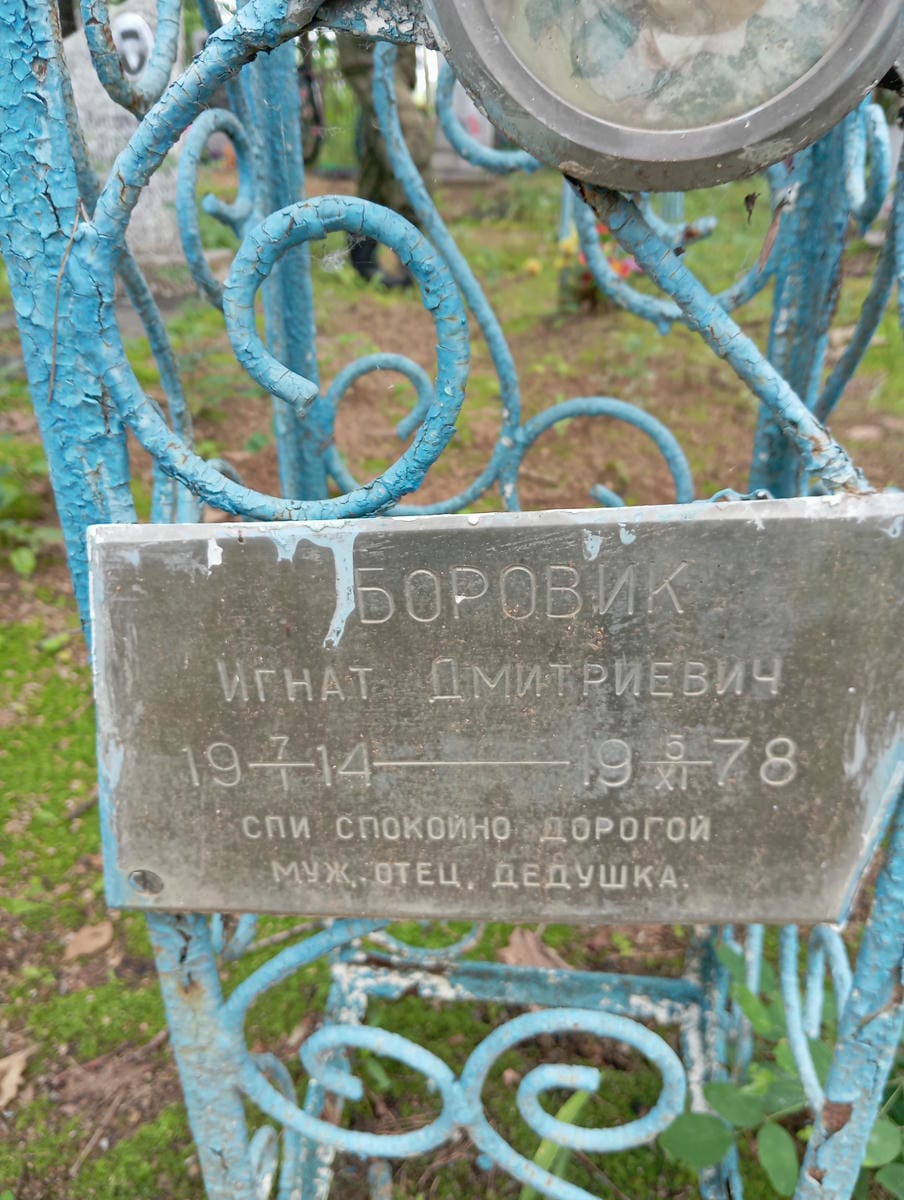 БОРОВИК
ИГНАТ ДМИТРИЕВИЧ
19 7/I 14 — 19 5/XI 78
СПИ СПОКОЙНО ДОРОГОЙ
МУЖ, ОТЕЦ, ДЕДУШКА.